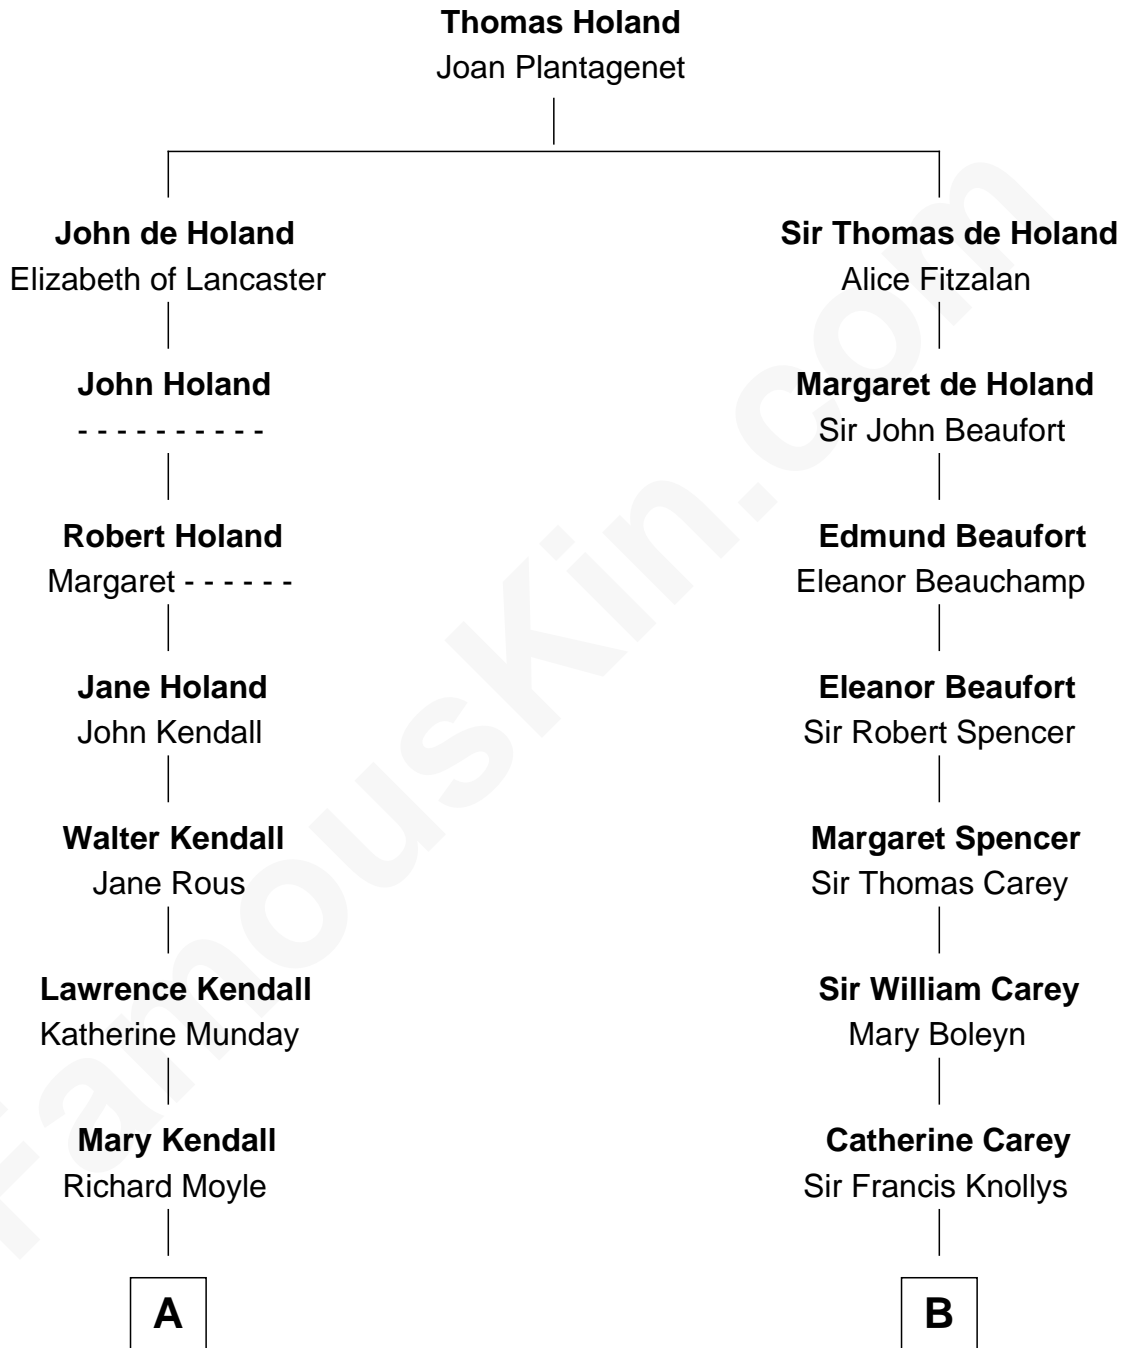 Thomas Holand
Joan Plantagenet
John de Holand
Elizabeth of Lancaster
Sir Thomas de Holand
Alice Fitzalan
John Holand
- - - - - - - - - -
Margaret de Holand
Sir John Beaufort
Robert Holand
Margaret - - - - - -
Edmund Beaufort
Eleanor Beauchamp
Jane Holand
John Kendall
Eleanor Beaufort
Sir Robert Spencer
Walter Kendall
Jane Rous
Margaret Spencer
Sir Thomas Carey
Lawrence Kendall
Katherine Munday
Sir William Carey
Mary Boleyn
Mary Kendall
Richard Moyle
Catherine Carey
Sir Francis Knollys
A
B
FamousKin.com